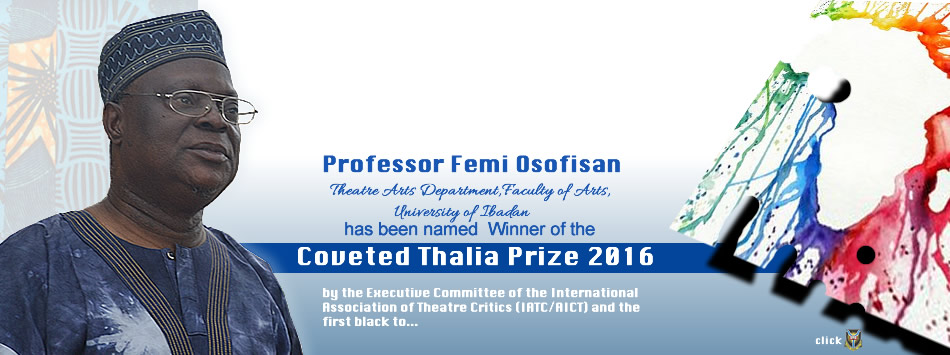 Professor Femi Osofisan
Theatre Arts Department,Faculty of Arts,
University of Ibadan
has been named Winner of the
Coveted Thalia Prize 2016
by the Executive Committee of the International
Association of Theatre Critics (IATC/AICT) and the
first black to...
click